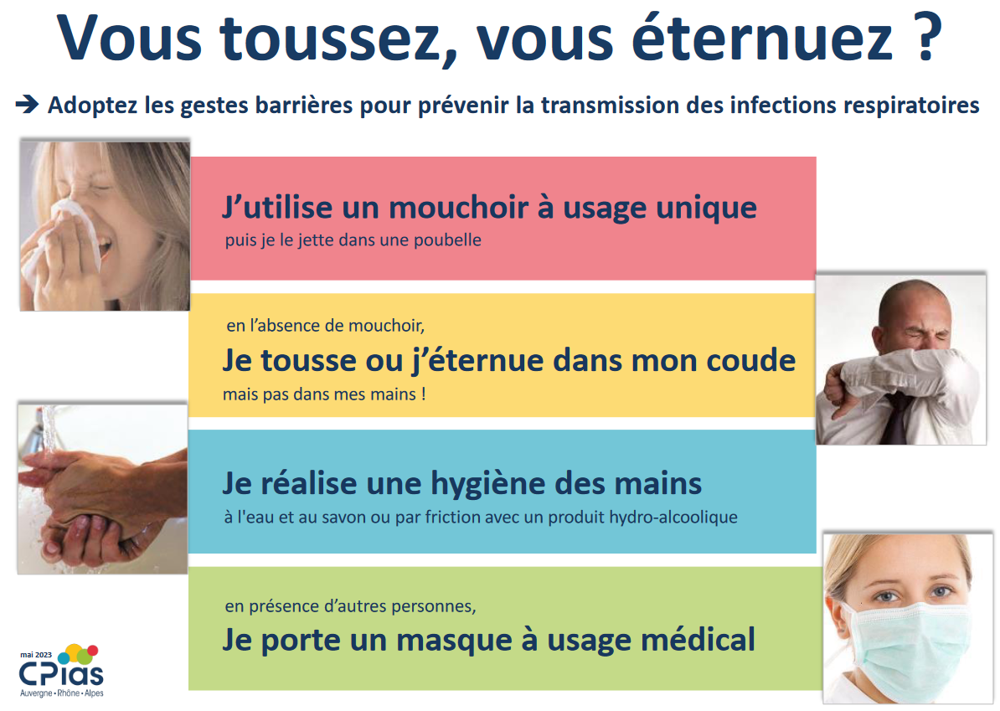 Vous toussez, vous éternuez ?
➔ Adoptez les gestes barrières pour prévenir la transmission des infections respiratoires
J’utilise un mouchoir à usage unique
puis je le jette dans une poubelle
en l’absence de mouchoir,
Je tousse ou j’éternue dans mon coude
mais pas dans mes mains !
Je réalise une hygiène des mains
à l'eau et au savon ou par friction avec un produit hydro-alcoolique
en présence d’autres personnes,
Je porte un masque à usage médical
mai 2023
CPias
Auvergne • Rhône • Alpes